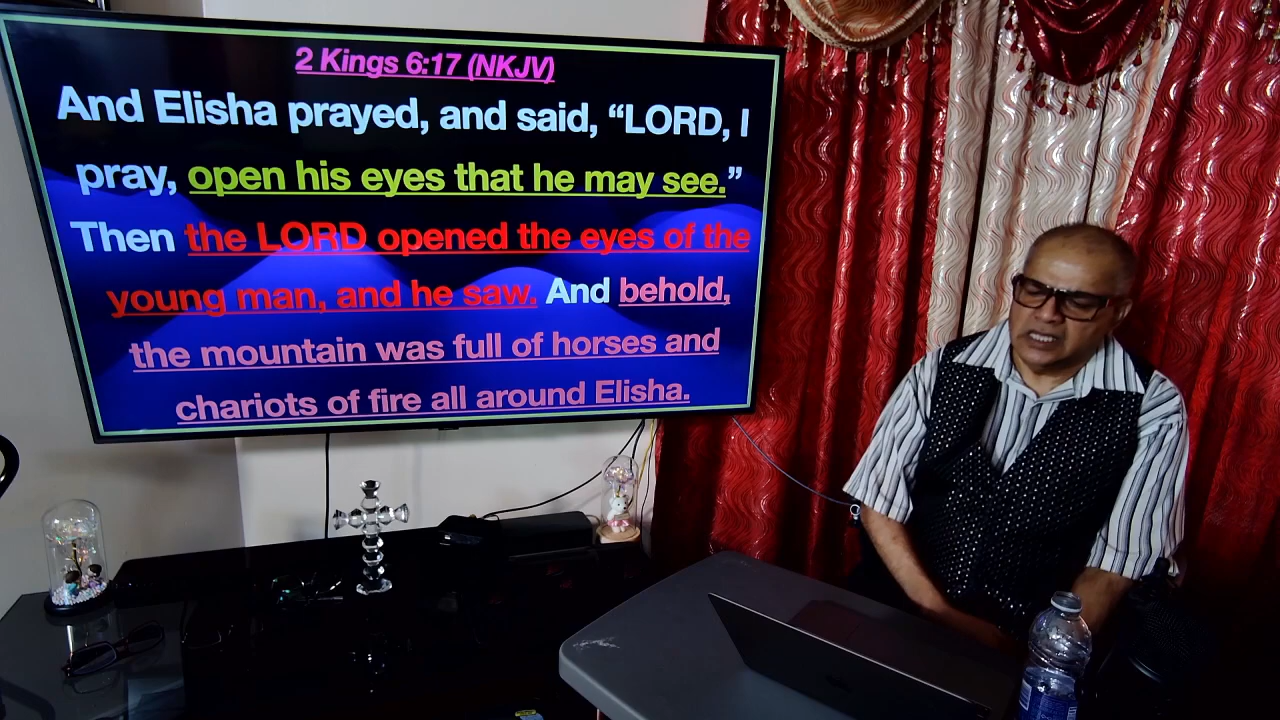 2 Kings 6:17 (NKJV)
And Elisha prayed, and said, “LORD, I
pray, open his eyes that he may see.”
Then the LORD opened the eyes of the
young man, and he saw. And behold,
the mountain was full of horses and
chariots of fire all around Elisha.